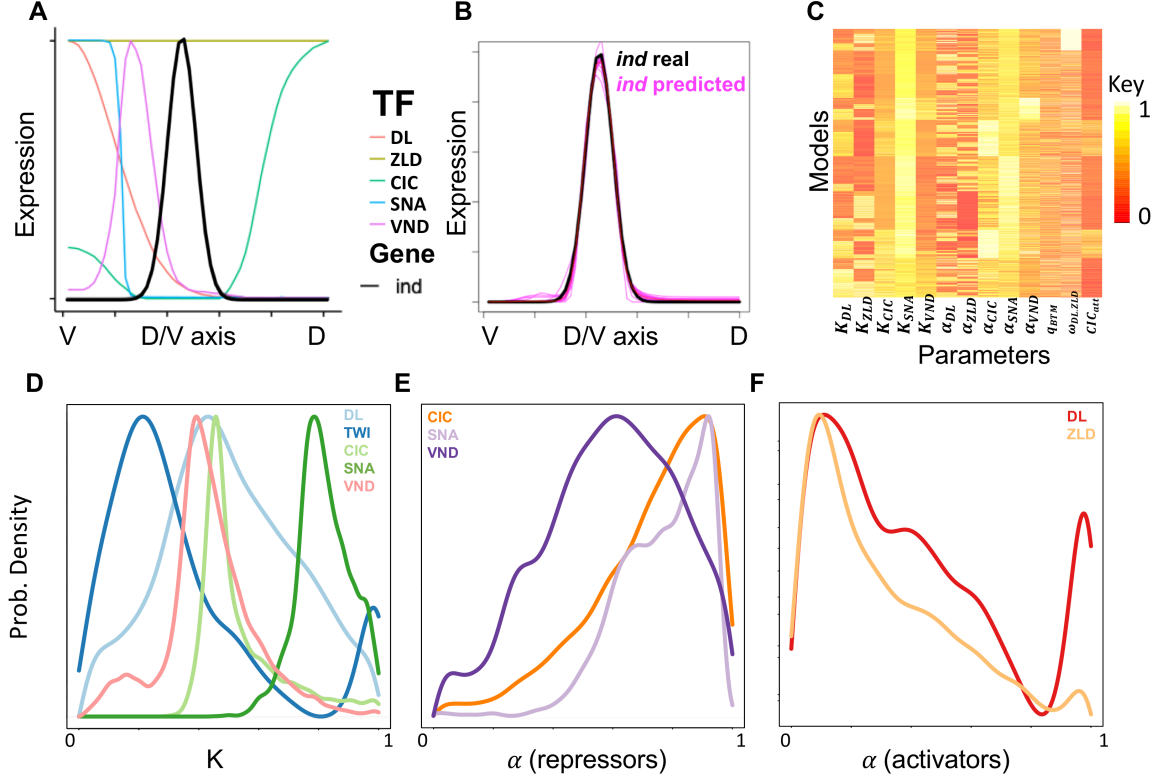 A
Expression
V
D/V axis
D
TF
DL
ZLD
CIC
SNA
VND
Gene
ind
B
ind real
ind predicted
Expression
V
D/V axis
D
C
Models
Key
1
0
K_DL K_ZLD K_CIC K_SNA K_VND α_DL α_ZLD α_CIC α_SNA α_VND q_BTM ω_DL.ZLD CIC_att
Parameters
D
DL
TWI
CIC
SNA
VND
Prob. Density
0 1
K
E
CIC
SNA
VND
0 1
α (repressors)
F
DL
ZLD
0 1
α (activators)